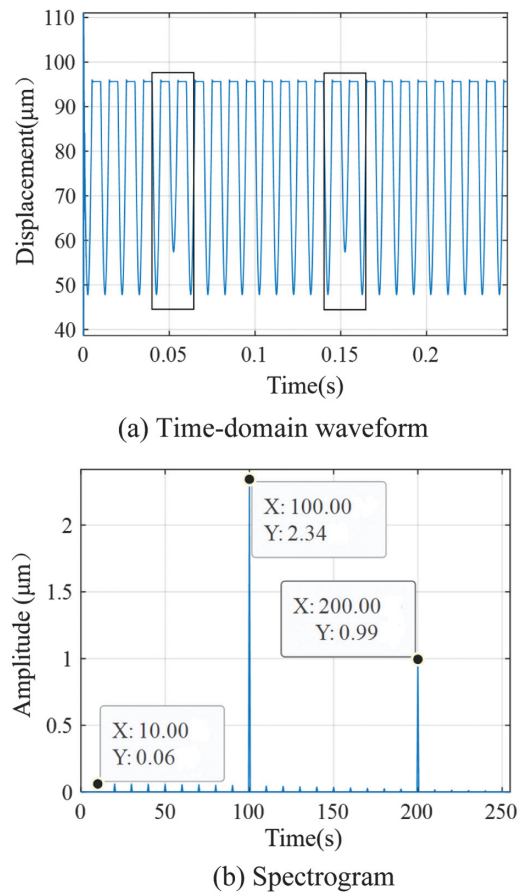 110
100
90
80
70
60
50
40
Displacement(μm)
0
0.05
0.1
0.15
0.2
Time(s)
(a) Time-domain waveform
2
1.5
1
0.5
0
Amplitude (μm)
X: 100.00
Y: 2.34
X: 200.00
Y: 0.99
X: 10.00
Y: 0.06
0
50
100
150
200
250
Time(s)
(b) Spectrogram